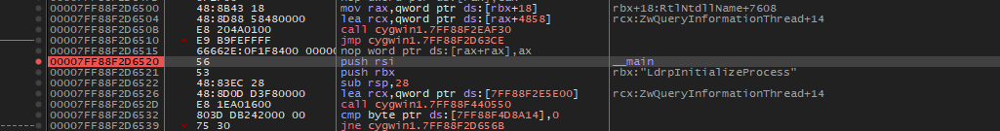 00007FF88F2D6500 48:8B43 18 mov rax,qword ptr ds:[rbx+18] rbx+18:RtlNtdllName+7608
00007FF88F2D6504 48:8D88 58480000 lea rcx,qword ptr ds:[rax+4858] rcx:ZwQueryInformationThread+14
00007FF88F2D650B E8 204A0100 call cygwin1.7FF88F2EAF30
00007FF88F2D6510 E9 B9FEFFFF jmp cygwin1.7FF88F2D63CE
00007FF88F2D6515 66662E:0F1F8400 00000 nop word ptr ds:[rax+rax],ax
00007FF88F2D6520 56 push rsi __main
00007FF88F2D6521 53 push rbx rbx:"LdrpInitializeProcess"
00007FF88F2D6522 48:83EC 28 sub rsp,28
00007FF88F2D6526 48:8D0D D3F80000 lea rcx,qword ptr ds:[7FF88F2E5E00] rcx:ZwQueryInformationThread+14
00007FF88F2D652D E8 1EA01600 call cygwin1.7FF88F440550
00007FF88F2D6532 803D DB242000 00 cmp byte ptr ds:[7FF88F4D8A14],0
00007FF88F2D6539 75 30 jne cygwin1.7FF88F2D656B